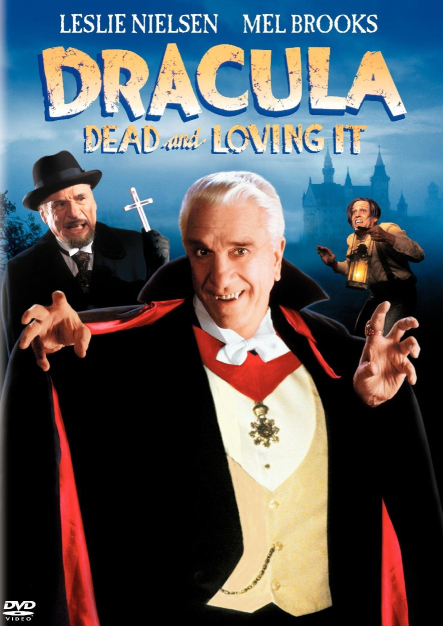 LESLIE NIELSEN MEL BROOKS
DRACULA
DEAD and LOVING IT
DVD
VIDEO